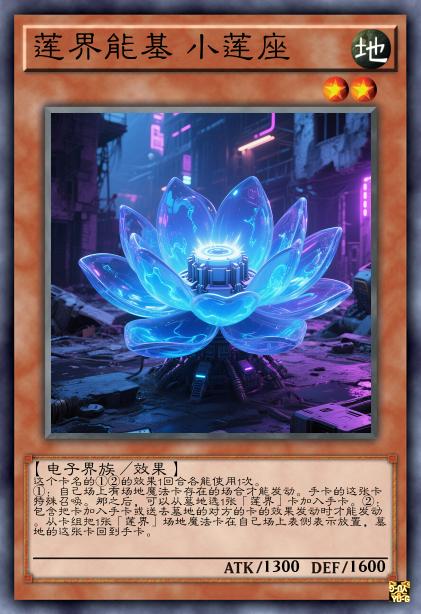 莲界能基 小莲座
地
【电子界族／效果】
这个卡名的①②的效果1回合各能使用1次。
①：自己场上有场地魔法卡存在的场合才能发动。手卡的这张卡
特殊召唤。那之后，可以从墓地选1张「莲界」卡加入手卡。②：
包含把卡加入手卡或送去墓地的对方的卡的效果发动时才能发动
。从卡组把1张「莲界」场地魔法卡在自己场上表侧表示放置，墓
地的这张卡回到手卡。
ATK/1300 DEF/1600